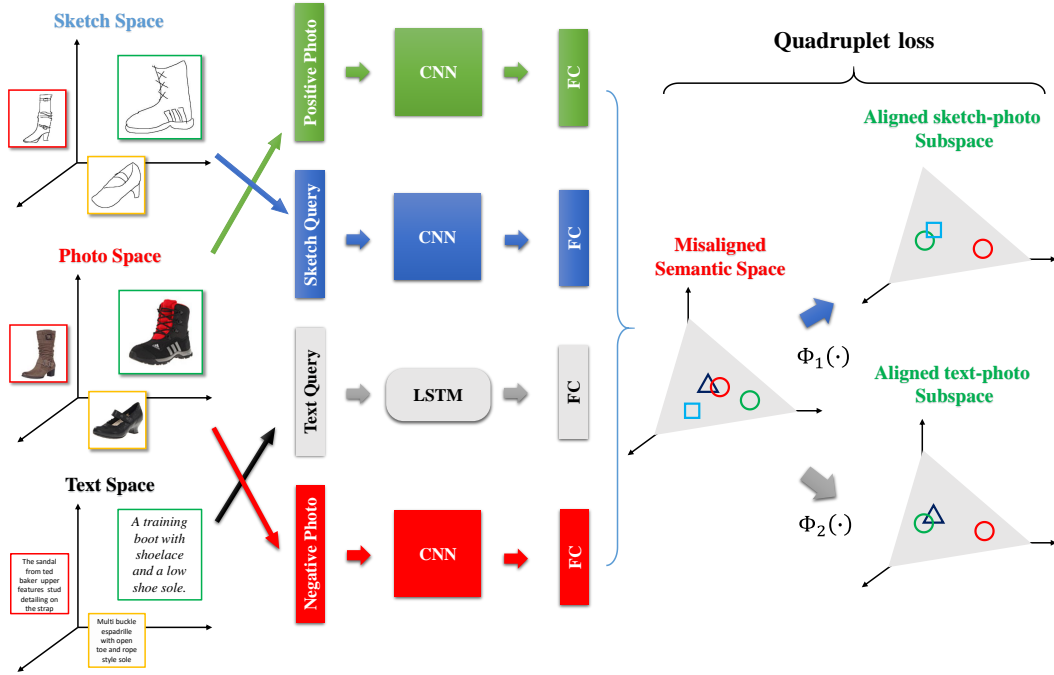 Sketch Space
Photo Space
Text Space
The sandal
from ted
baker upper
features stud
detailing on
the strap
A training
boot with
shoelace
and a low
shoe sole.
Multi buckle
espadrille
with open
toe and rope
style sole
Positive Photo
CNN
FC
Sketch Query
CNN
FC
Text Query
LSTM
FC
Negative Photo
CNN
FC
Quadruplet loss
Misaligned
Semantic Space
Aligned sketch-photo
Subspace
Φ₁(·)
Aligned text-photo
Subspace
Φ₂(·)